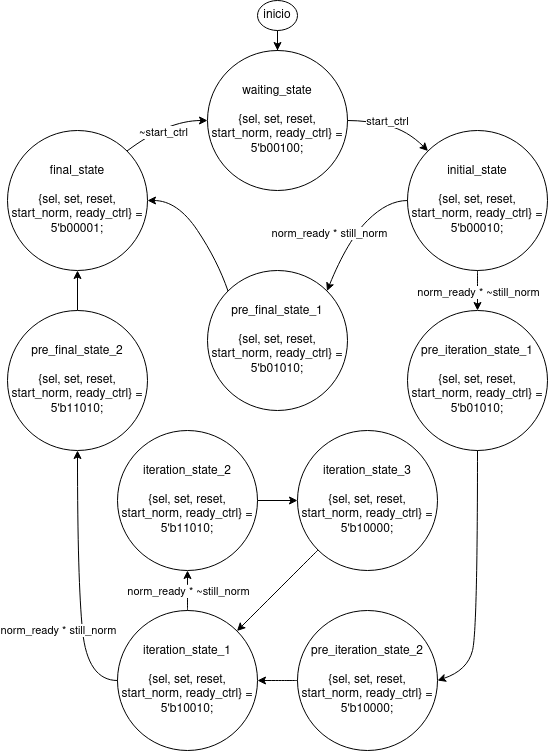 inicio
waiting_state
{sel, set, reset,
start_norm, ready_ctrl} =
5'b00100;
~start_ctrl
start_ctrl
final_state
{sel, set, reset,
start_norm, ready_ctrl} =
5'b00001;
initial_state
{sel, set, reset,
start_norm, ready_ctrl} =
5'b00010;
norm_ready * still_norm
norm_ready * ~still_norm
pre_final_state_1
{sel, set, reset,
start_norm, ready_ctrl} =
5'b01010;
pre_final_state_2
{sel, set, reset,
start_norm, ready_ctrl} =
5'b11010;
pre_iteration_state_1
{sel, set, reset,
start_norm, ready_ctrl} =
5'b01010;
iteration_state_2
{sel, set, reset,
start_norm, ready_ctrl} =
5'b11010;
iteration_state_3
{sel, set, reset,
start_norm, ready_ctrl} =
5'b10000;
norm_ready * ~still_norm
norm_ready * still_norm
iteration_state_1
{sel, set, reset,
start_norm, ready_ctrl} =
5'b10010;
pre_iteration_state_2
{sel, set, reset,
start_norm, ready_ctrl} =
5'b10000;